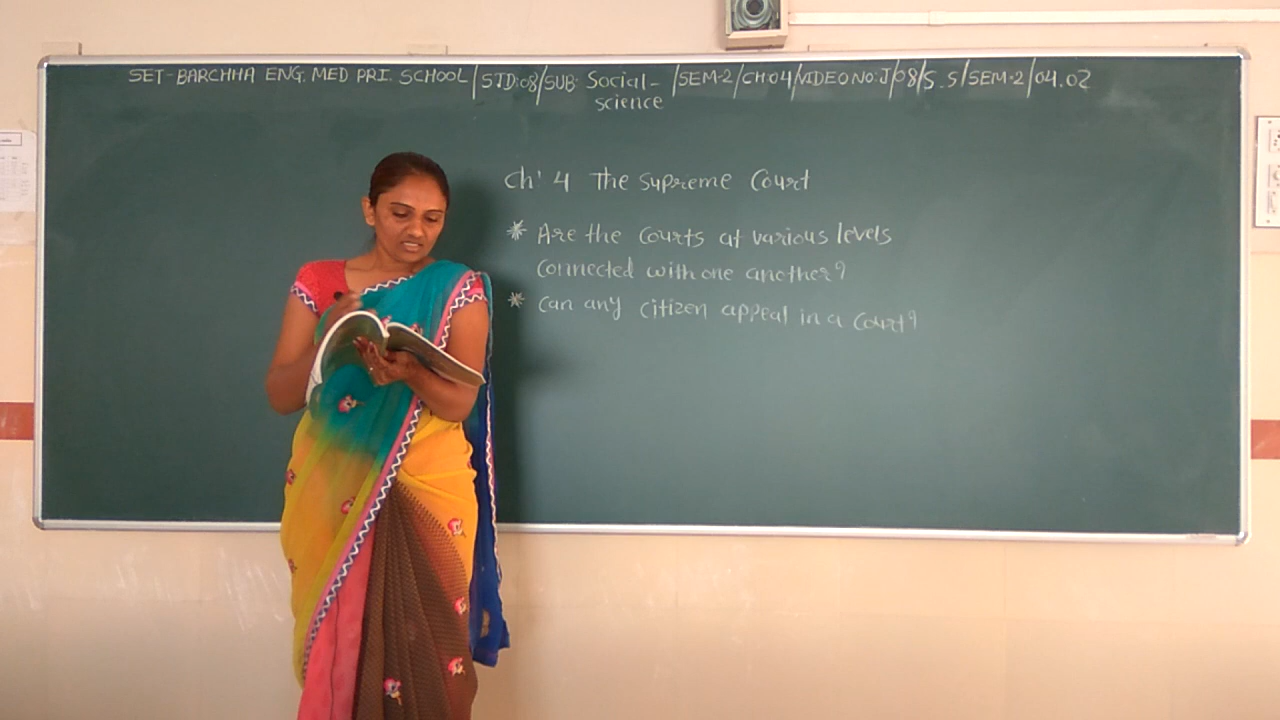 SET-BARCHHA ENG. MED PRI. SCHOOL | STD:08 | SUB: Social- | SEM-2 | CH:04 | VIDEO NO: J/08/S.S/SEM-2/04.02
science
Ch' 4 The Supreme Court
* Are the Courts at various levels
connected with one another?
* Can any citizen appeal in a Court?